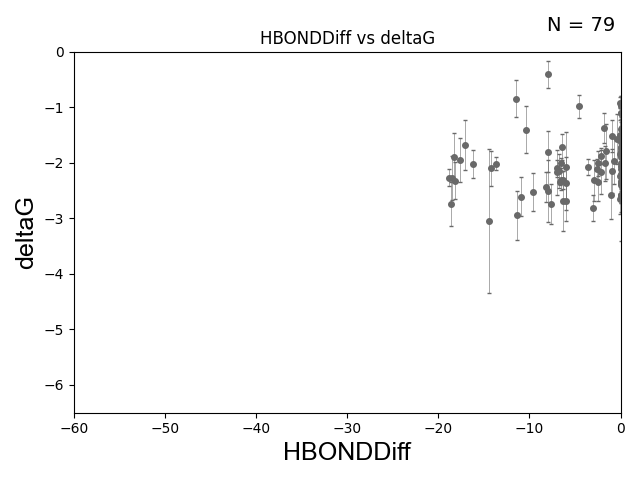 N = 79
HBONDDiff vs deltaG
0
−1
−2
−3
−4
−5
−6
deltaG
−60 −50 −40 −30 −20 −10 0
HBONDDiff